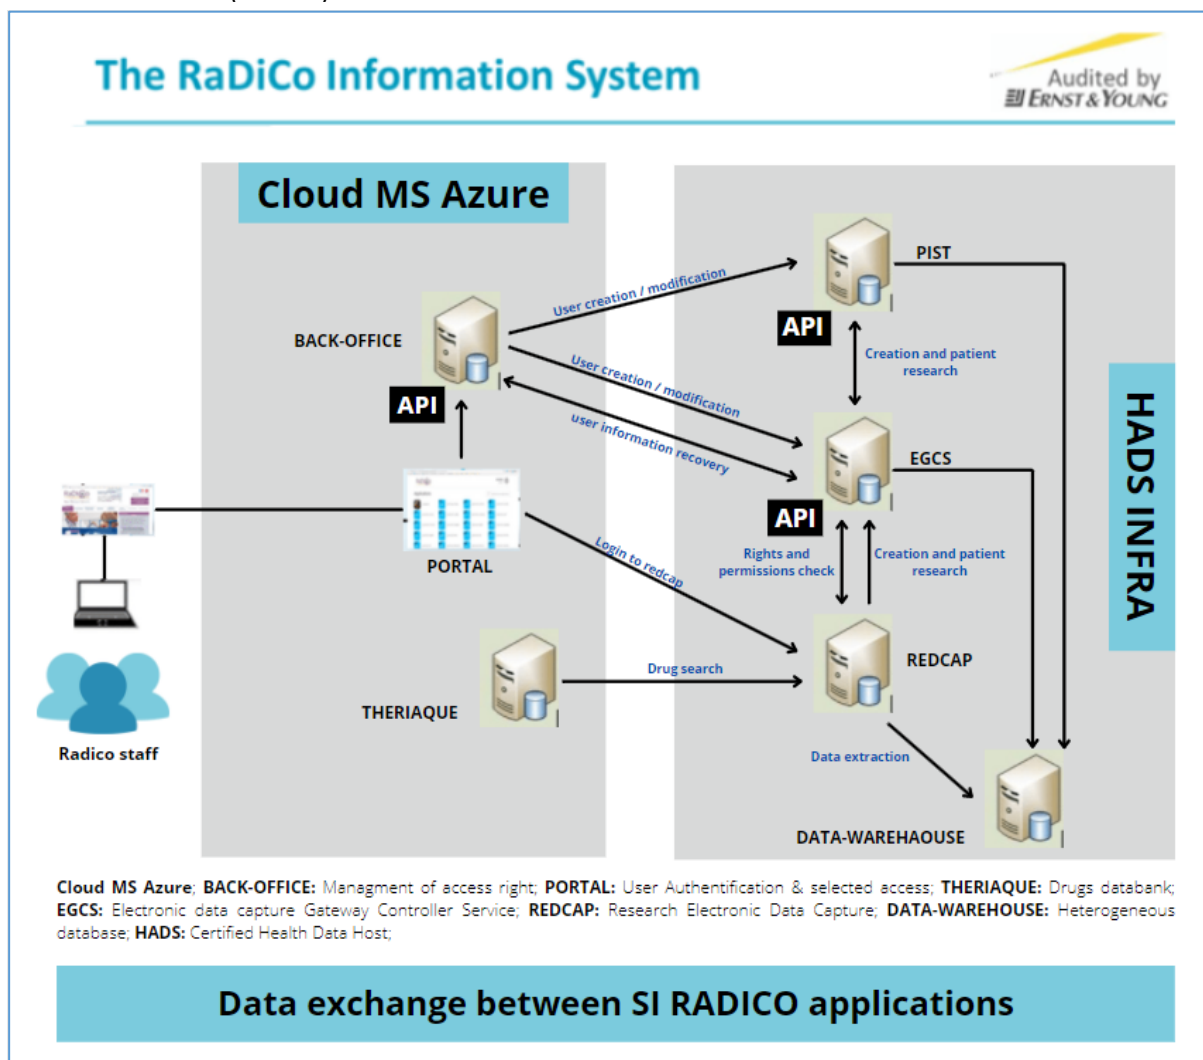 The RaDiCo Information System
Audited by
ERNST & YOUNG
Cloud MS Azure
BACK-OFFICE
API
PORTAL
THERIAQUE
Radico staff
User creation / modification
User creation / modification
user information recovery
Login to redcap
Drug search
PIST
API
Creation and patient
research
EGCS
API
Rights and
permissions check
Creation and patient
research
REDCAP
Data extraction
DATA-WAREHAOUSE
HADS INFRA
Cloud MS Azure; BACK-OFFICE: Managment of access right; PORTAL: User Authentification & selected access; THERIAQUE: Drugs databank;
EGCS: Electronic data capture Gateway Controller Service; REDCAP: Research Electronic Data Capture; DATA-WAREHOUSE: Heterogeneous
database; HADS: Certified Health Data Host;
Data exchange between SI RADICO applications